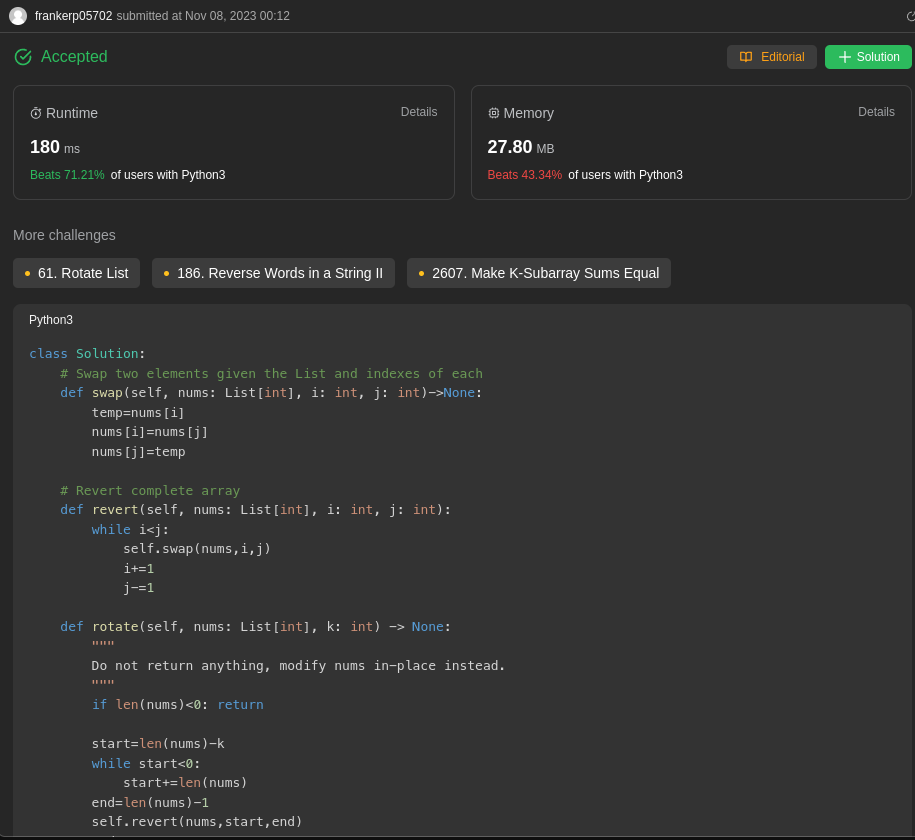 frankerp05702 submitted at Nov 08, 2023 00:12
Accepted
Editorial
Solution
Runtime
Details
180 ms
Beats 71.21% of users with Python3
Memory
Details
27.80 MB
Beats 43.34% of users with Python3
More challenges
61. Rotate List
186. Reverse Words in a String II
2607. Make K-Subarray Sums Equal
Python3
class Solution:
    # Swap two elements given the List and indexes of each
    def swap(self, nums: List[int], i: int, j: int)->None:
        temp=nums[i]
        nums[i]=nums[j]
        nums[j]=temp
    # Revert complete array
    def revert(self, nums: List[int], i: int, j: int):
        while i<j:
            self.swap(nums,i,j)
            i+=1
            j-=1
    def rotate(self, nums: List[int], k: int) -> None:
        """
        Do not return anything, modify nums in-place instead.
        """
        if len(nums)<0: return
        start=len(nums)-k
        while start<0:
            start+=len(nums)
        end=len(nums)-1
        self.revert(nums,start,end)